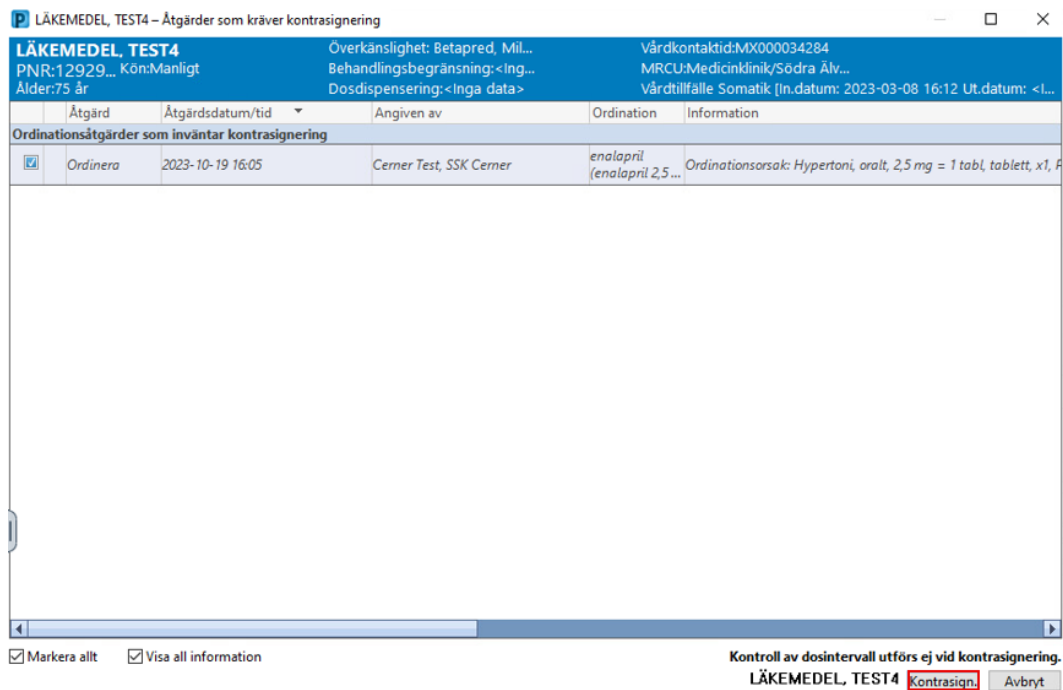 P LÄKEMEDEL, TEST4 – Åtgärder som kräver kontrasignering
LÄKEMEDEL, TEST4 Överkänslighet: Betapred, Mil... Vårdkontaktid:MX000034284
PNR:12929... Kön:Manligt Behandlingsbegränsning:<Ing... MRCU:Medicinklinik/Södra Älv...
Ålder:75 år Dosdispensering:<Inga data> Vårdtillfälle Somatik [In.datum: 2023-03-08 16:12 Ut.datum: <I...
Åtgärd Åtgärdsdatum/tid Angiven av Ordination Information
Ordinationsåtgärder som inväntar kontrasignering
Ordinera 2023-10-19 16:05 Cerner Test, SSK Cerner enalapril
(enalapril 2,5 ... Ordinationsorsak: Hypertoni, oralt, 2,5 mg = 1 tabl, tablett, x1,
Markera allt Visa all information Kontroll av dosintervall utförs ej vid kontrasignering.
LÄKEMEDEL, TEST4 Kontrasign. Avbryt